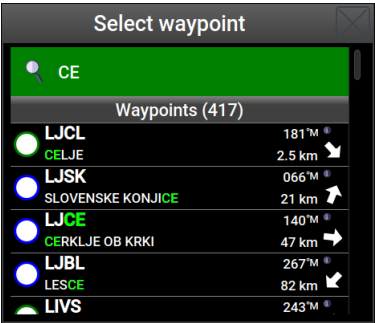 Select waypoint
CE
Waypoints (417)
LJCL 181°M
CELJE 2.5 km
LJSK 066°M
SLOVENSKE KONJICE 21 km
LJCE 140°M
CERKLJE OB KRKI 47 km
LJBL 267°M
LESCE 82 km
LIVS 243°M